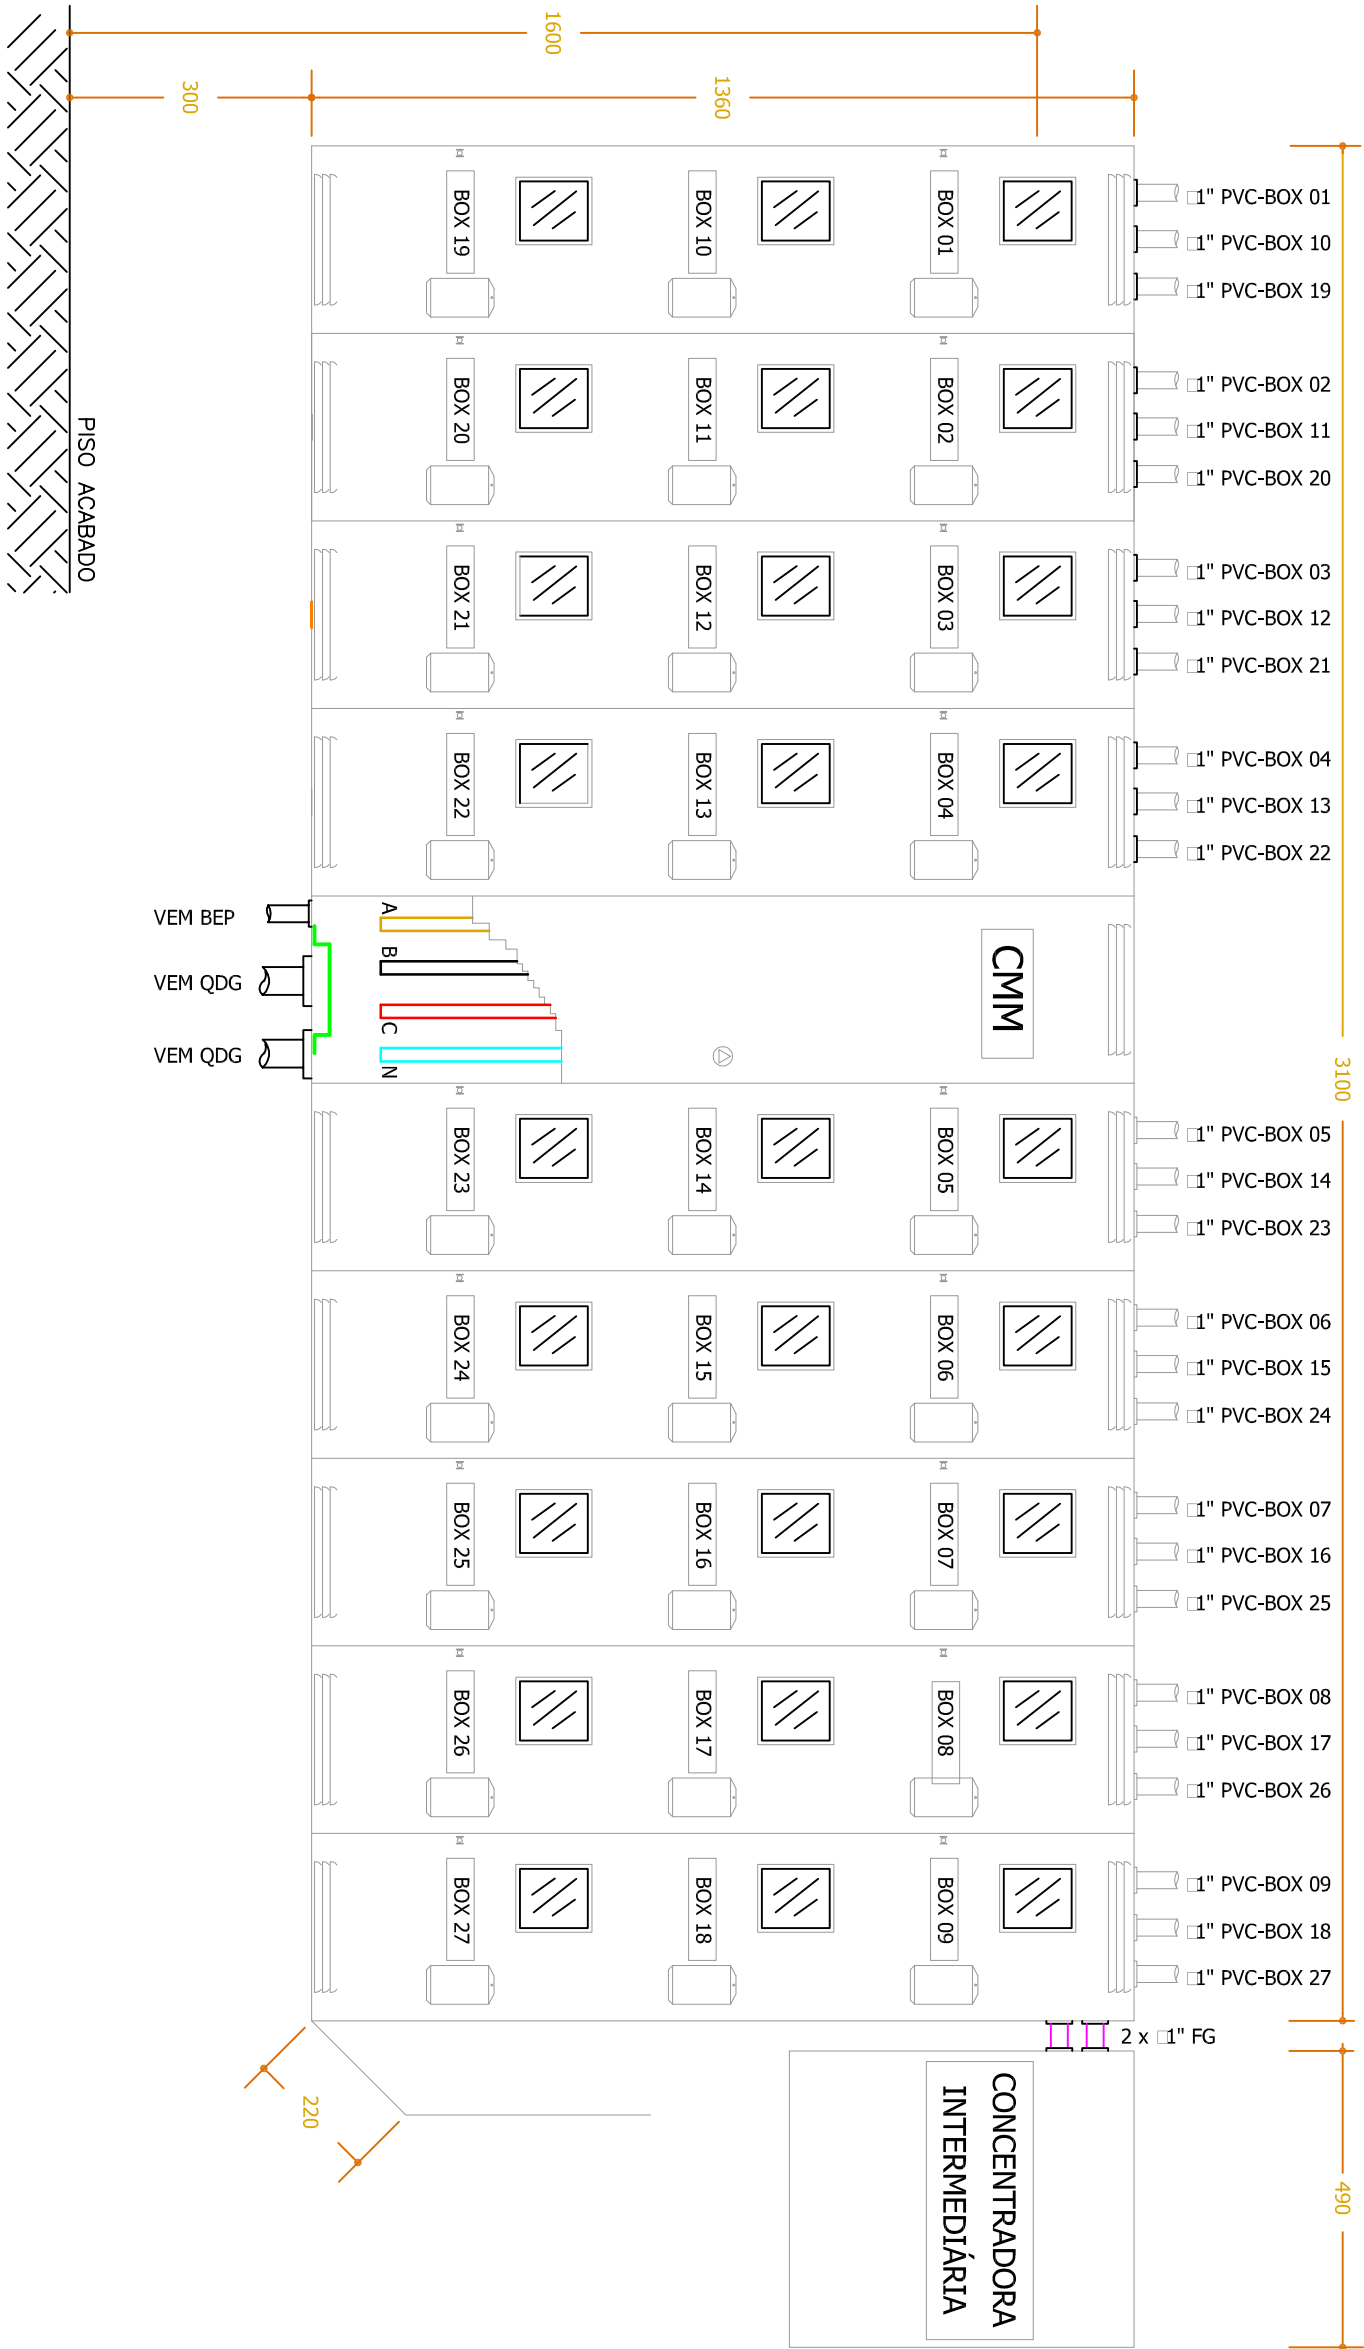 1600
300
1360
3100
490
220
PISO ACABADO
□1" PVC-BOX 01
□1" PVC-BOX 10
□1" PVC-BOX 19
□1" PVC-BOX 02
□1" PVC-BOX 11
□1" PVC-BOX 20
□1" PVC-BOX 03
□1" PVC-BOX 12
□1" PVC-BOX 21
□1" PVC-BOX 04
□1" PVC-BOX 13
□1" PVC-BOX 22
□1" PVC-BOX 05
□1" PVC-BOX 14
□1" PVC-BOX 23
□1" PVC-BOX 06
□1" PVC-BOX 15
□1" PVC-BOX 24
□1" PVC-BOX 07
□1" PVC-BOX 16
□1" PVC-BOX 25
□1" PVC-BOX 08
□1" PVC-BOX 17
□1" PVC-BOX 26
□1" PVC-BOX 09
□1" PVC-BOX 18
□1" PVC-BOX 27
BOX 01
BOX 02
BOX 03
BOX 04
CMM
BOX 05
BOX 06
BOX 07
BOX 08
BOX 09
BOX 10
BOX 11
BOX 12
BOX 13
BOX 14
BOX 15
BOX 16
BOX 17
BOX 18
BOX 19
BOX 20
BOX 21
BOX 22
BOX 23
BOX 24
BOX 25
BOX 26
BOX 27
A
B
C
N
VEM BEP
VEM QDG
VEM QDG
2 x □1" FG
CONCENTRADORA
INTERMEDIÁRIA